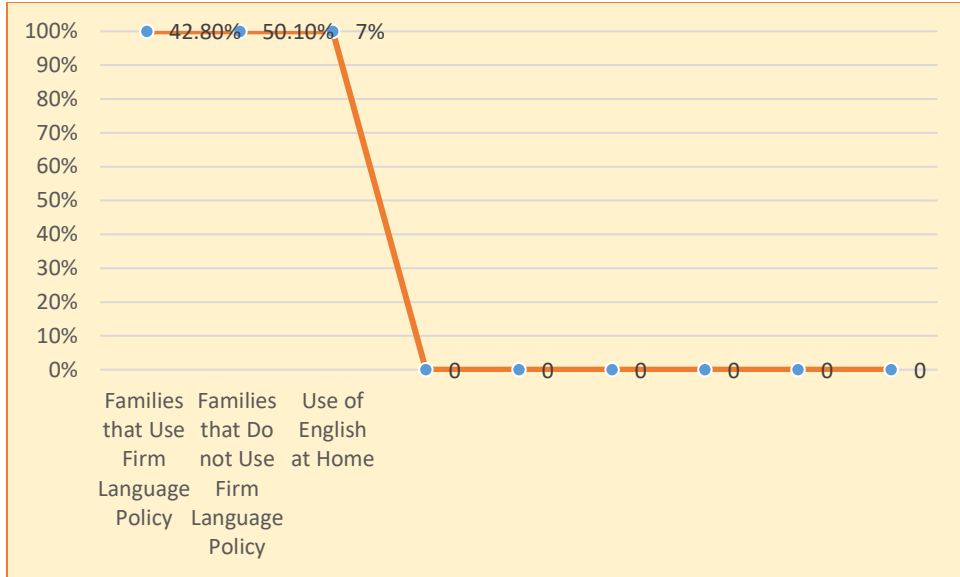 100%
90%
80%
70%
60%
50%
40%
30%
20%
10%
0%
42.80%
50.10%
7%
0
0
0
0
0
0
Families
that Use
Firm
Language
Policy
Families
that Do
not Use
Firm
Language
Policy
Use of
English
at Home